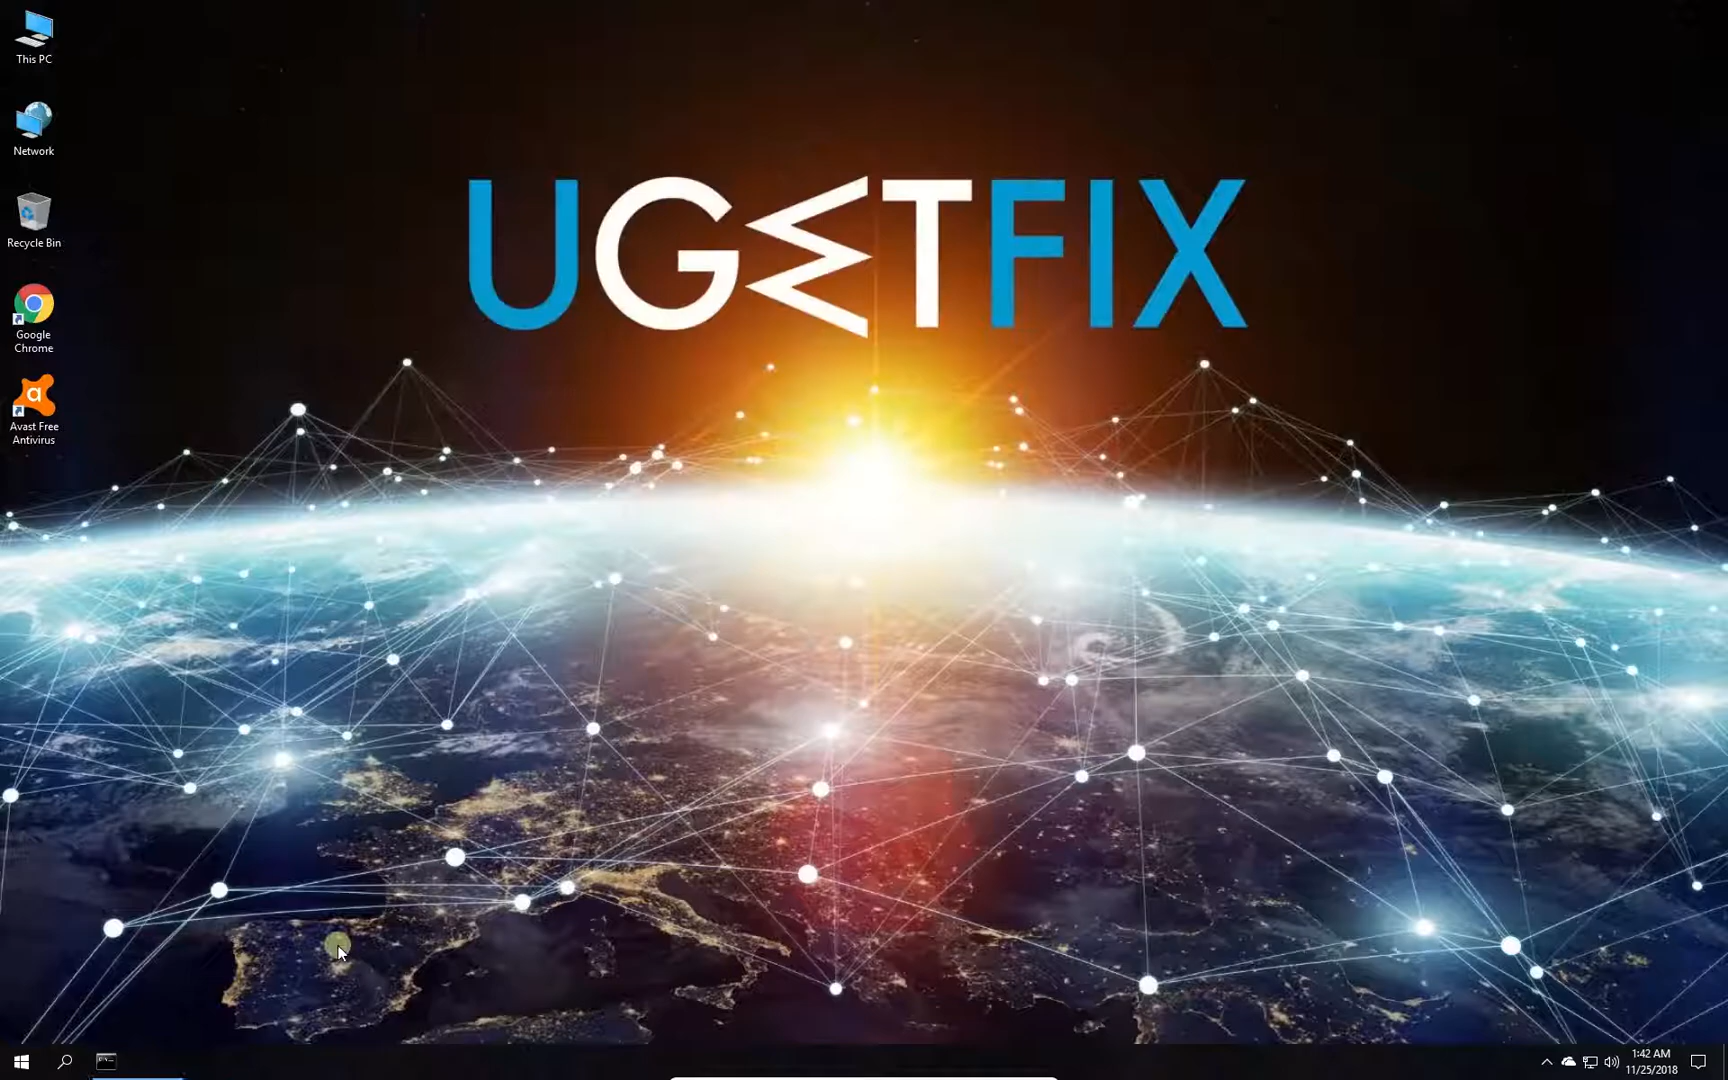 This PC
Network
Recycle Bin
Google
Chrome
Avast Free
Antivirus
UGETFIX
1:42 AM
11/25/2018